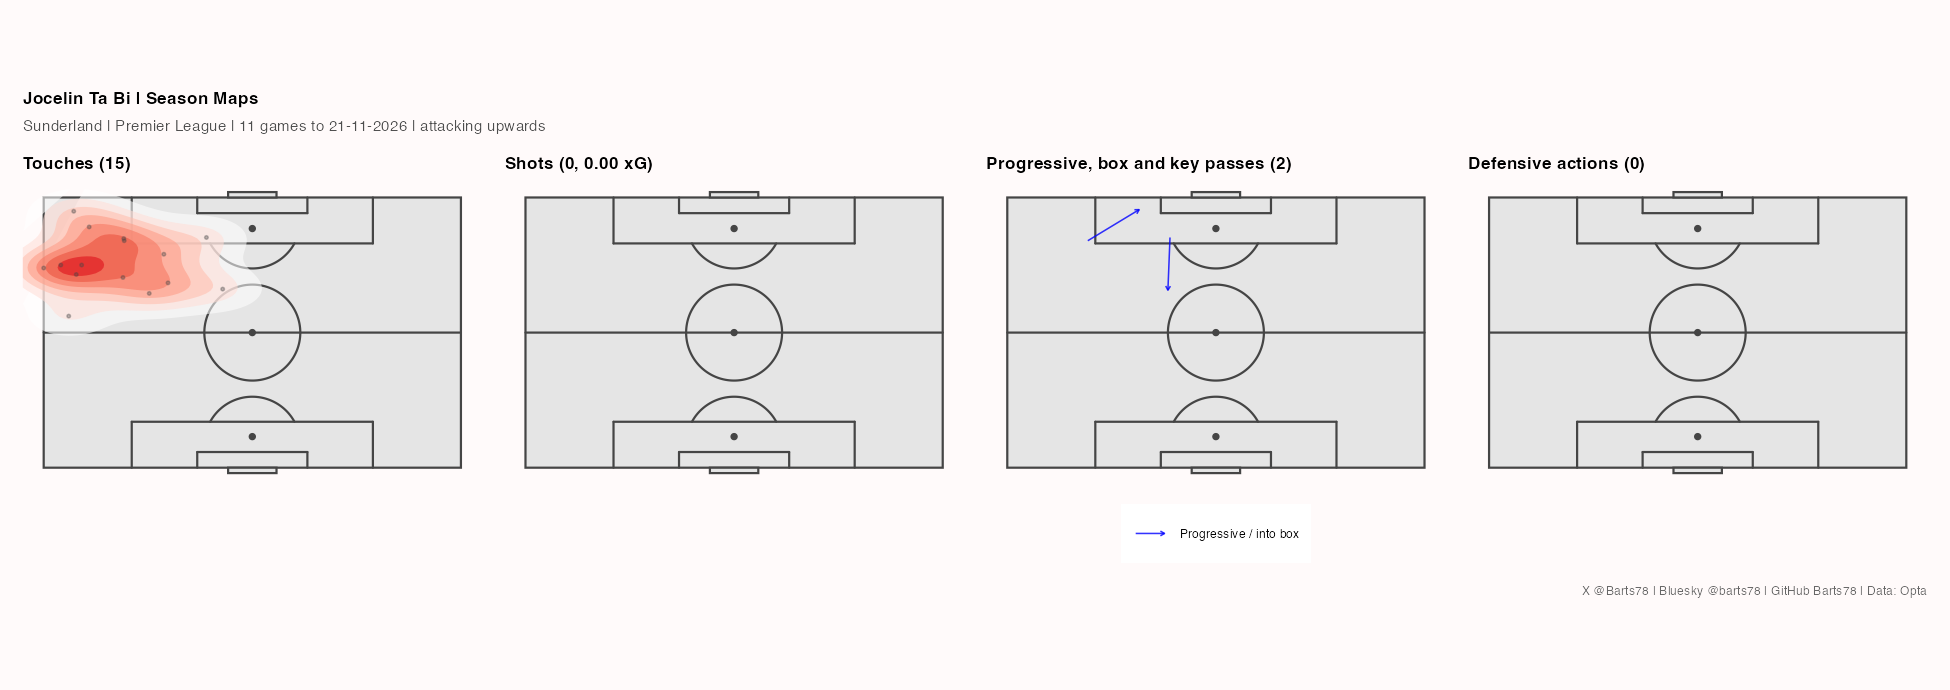 Jocelin Ta Bi | Season Maps
Sunderland | Premier League | 11 games to 21-11-2026 | attacking upwards
Touches (15)
Shots (0, 0.00 xG)
Progressive, box and key passes (2)
Defensive actions (0)
Progressive / into box
X @Barts78 | Bluesky @barts78 | GitHub Barts78 | Data: Opta